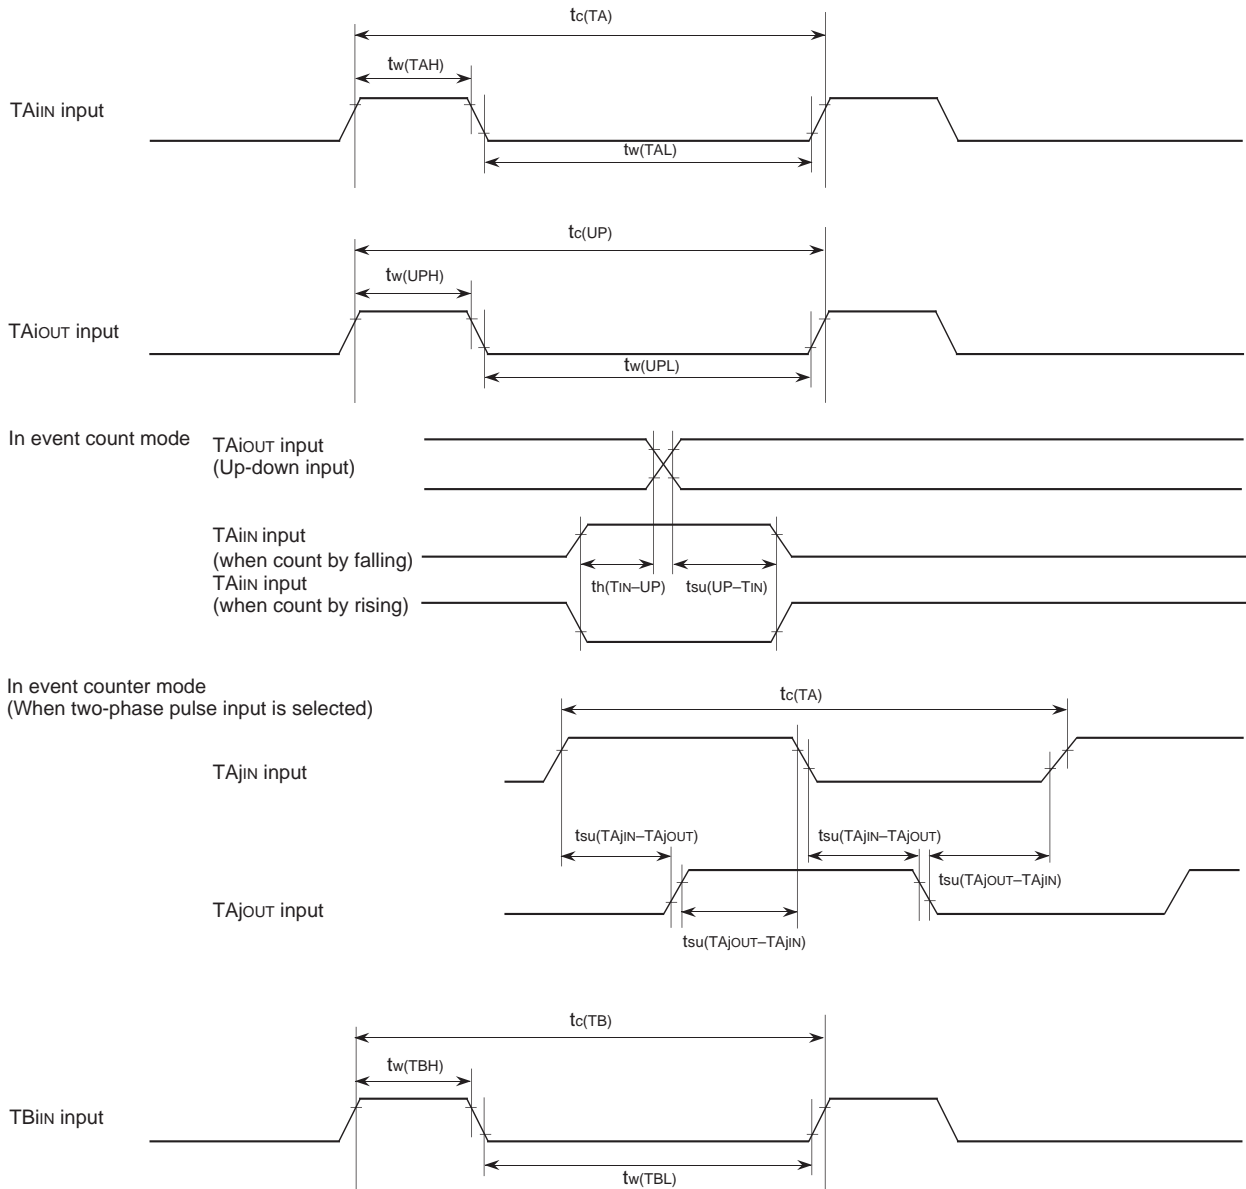 tc(TA)
tw(TAH)
TAiIN input
tw(TAL)
tc(UP)
tw(UPH)
TAiOUT input
tw(UPL)
In event count mode
TAiOUT input
(Up-down input)
TAiIN input
(when count by falling)
th(TIN–UP)
tsu(UP–TIN)
TAiIN input
(when count by rising)
In event counter mode
(When two-phase pulse input is selected)
tc(TA)
TAjIN input
tsu(TAjIN–TAjOUT)
tsu(TAjIN–TAjOUT)
tsu(TAjOUT–TAjIN)
TAjOUT input
tsu(TAjOUT–TAjIN)
tc(TB)
tw(TBH)
TBiIN input
tw(TBL)